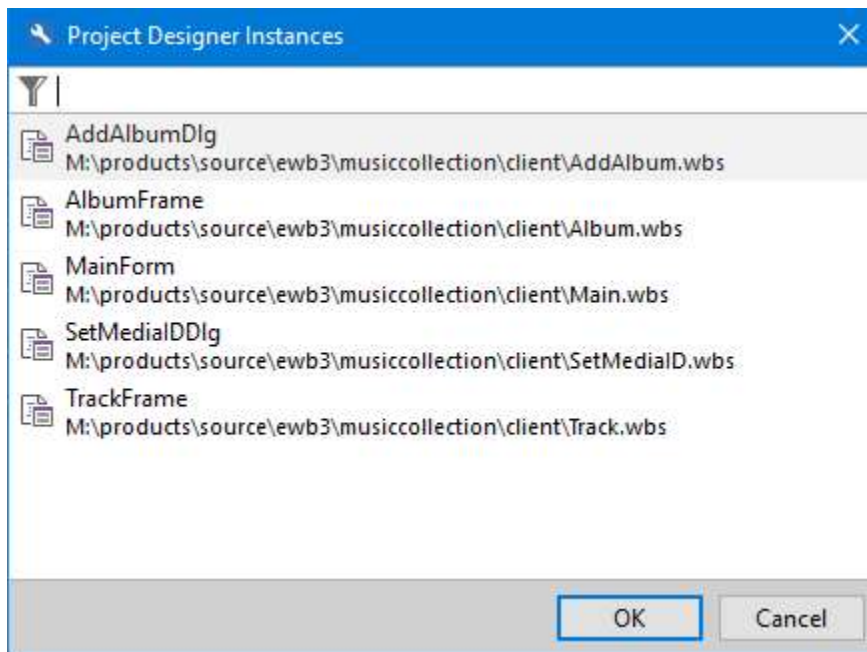 Project Designer Instances
AddAlbumDlg
M:\products\source\ewb3\musiccollection\client\AddAlbum.wbs
AlbumFrame
M:\products\source\ewb3\musiccollection\client\Album.wbs
MainForm
M:\products\source\ewb3\musiccollection\client\Main.wbs
SetMediaIDDlg
M:\products\source\ewb3\musiccollection\client\SetMediaID.wbs
TrackFrame
M:\products\source\ewb3\musiccollection\client\Track.wbs
OK Cancel